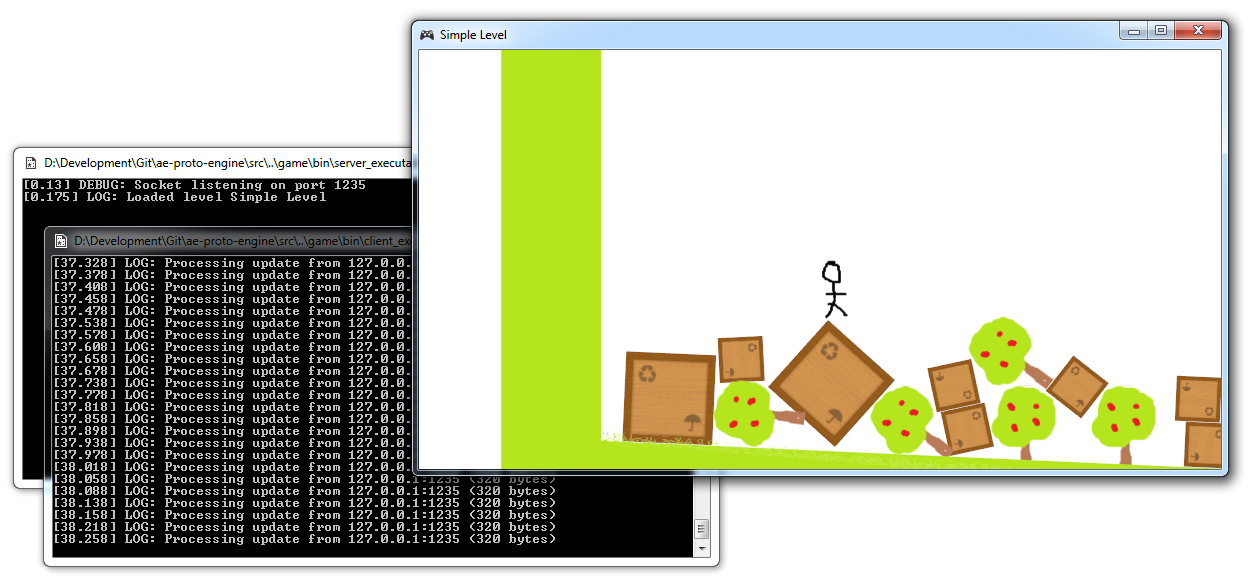 Simple Level
D:\Development\Git\ae-proto-engine\src\..\game\bin\server_executa
[0.13] DEBUG: Socket listening on port 1235
[0.175] LOG: Loaded level Simple Level
D:\Development\Git\ae-proto-engine\src\..\game\bin\client_ex
[37.328] LOG: Processing update from 127.0.0.
[37.378] LOG: Processing update from 127.0.0.
[37.408] LOG: Processing update from 127.0.0.
[37.458] LOG: Processing update from 127.0.0.
[37.478] LOG: Processing update from 127.0.0.
[37.538] LOG: Processing update from 127.0.0.
[37.578] LOG: Processing update from 127.0.0.
[37.608] LOG: Processing update from 127.0.0.
[37.658] LOG: Processing update from 127.0.0.
[37.678] LOG: Processing update from 127.0.0.
[37.738] LOG: Processing update from 127.0.0.
[37.778] LOG: Processing update from 127.0.0.
[37.818] LOG: Processing update from 127.0.0.
[37.858] LOG: Processing update from 127.0.0.
[37.898] LOG: Processing update from 127.0.0.
[37.938] LOG: Processing update from 127.0.0.
[37.978] LOG: Processing update from 127.0.0.
[38.018] LOG: Processing update from 127.0.0.
[38.058] LOG: Processing update from 127.0.0.1:1235 (320 bytes)
[38.088] LOG: Processing update from 127.0.0.1:1235 (320 bytes)
[38.138] LOG: Processing update from 127.0.0.1:1235 (320 bytes)
[38.158] LOG: Processing update from 127.0.0.1:1235 (320 bytes)
[38.218] LOG: Processing update from 127.0.0.1:1235 (320 bytes)
[38.258] LOG: Processing update from 127.0.0.1:1235 (320 bytes)